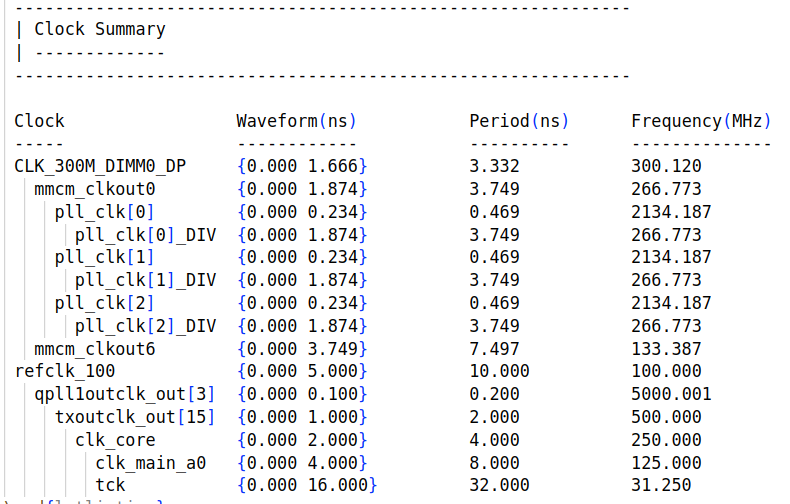 --------------------------------------------------------------
| Clock Summary
| -------------
--------------------------------------------------------------
Clock Waveform(ns) Period(ns) Frequency(MHz)
----- ------------ ---------- --------------
CLK_300M_DIMM0_DP {0.000 1.666} 3.332 300.120
mmcm_clkout0 {0.000 1.874} 3.749 266.773
pll_clk[0] {0.000 0.234} 0.469 2134.187
pll_clk[0]_DIV {0.000 1.874} 3.749 266.773
pll_clk[1] {0.000 0.234} 0.469 2134.187
pll_clk[1]_DIV {0.000 1.874} 3.749 266.773
pll_clk[2] {0.000 0.234} 0.469 2134.187
pll_clk[2]_DIV {0.000 1.874} 3.749 266.773
mmcm_clkout6 {0.000 3.749} 7.497 133.387
refclk_100 {0.000 5.000} 10.000 100.000
qpll1outclk_out[3] {0.000 0.100} 0.200 5000.001
txoutclk_out[15] {0.000 1.000} 2.000 500.000
clk_core {0.000 2.000} 4.000 250.000
clk_main_a0 {0.000 4.000} 8.000 125.000
tck {0.000 16.000} 32.000 31.250